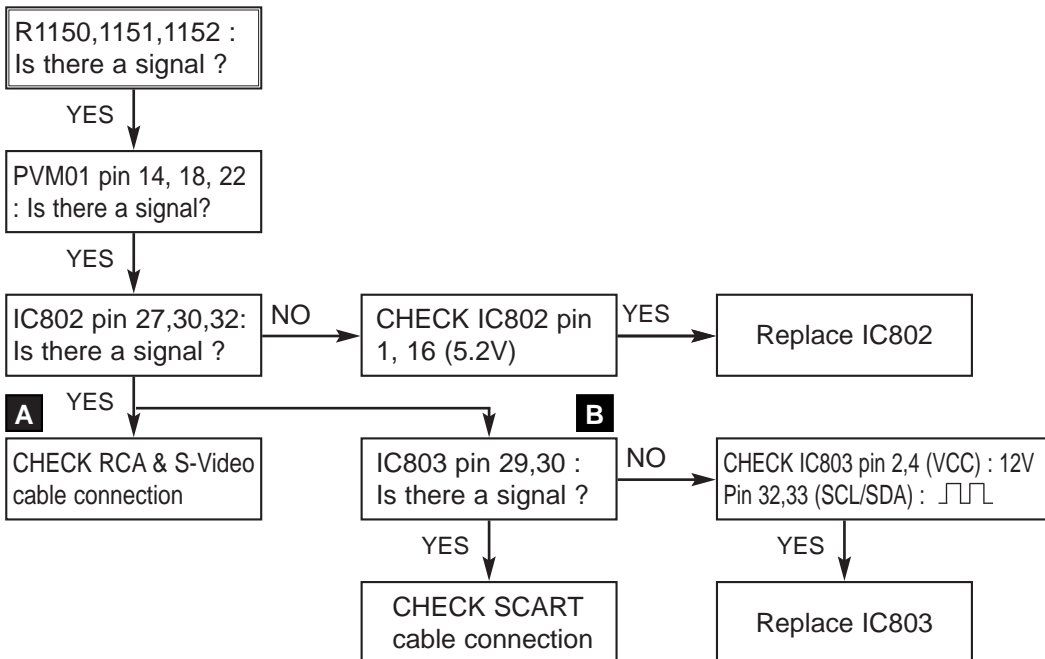 R1150,1151,1152 :
Is there a signal ?
YES
PVM01 pin 14, 18, 22
: Is there a signal?
YES
IC802 pin 27,30,32:
Is there a signal ?
NO
CHECK IC802 pin
1, 16 (5.2V)
YES
Replace IC802
A
YES
B
CHECK RCA & S-Video
cable connection
IC803 pin 29,30 :
Is there a signal ?
NO
CHECK IC803 pin 2,4 (VCC) : 12V
Pin 32,33 (SCL/SDA) :
YES
YES
CHECK SCART
cable connection
Replace IC803